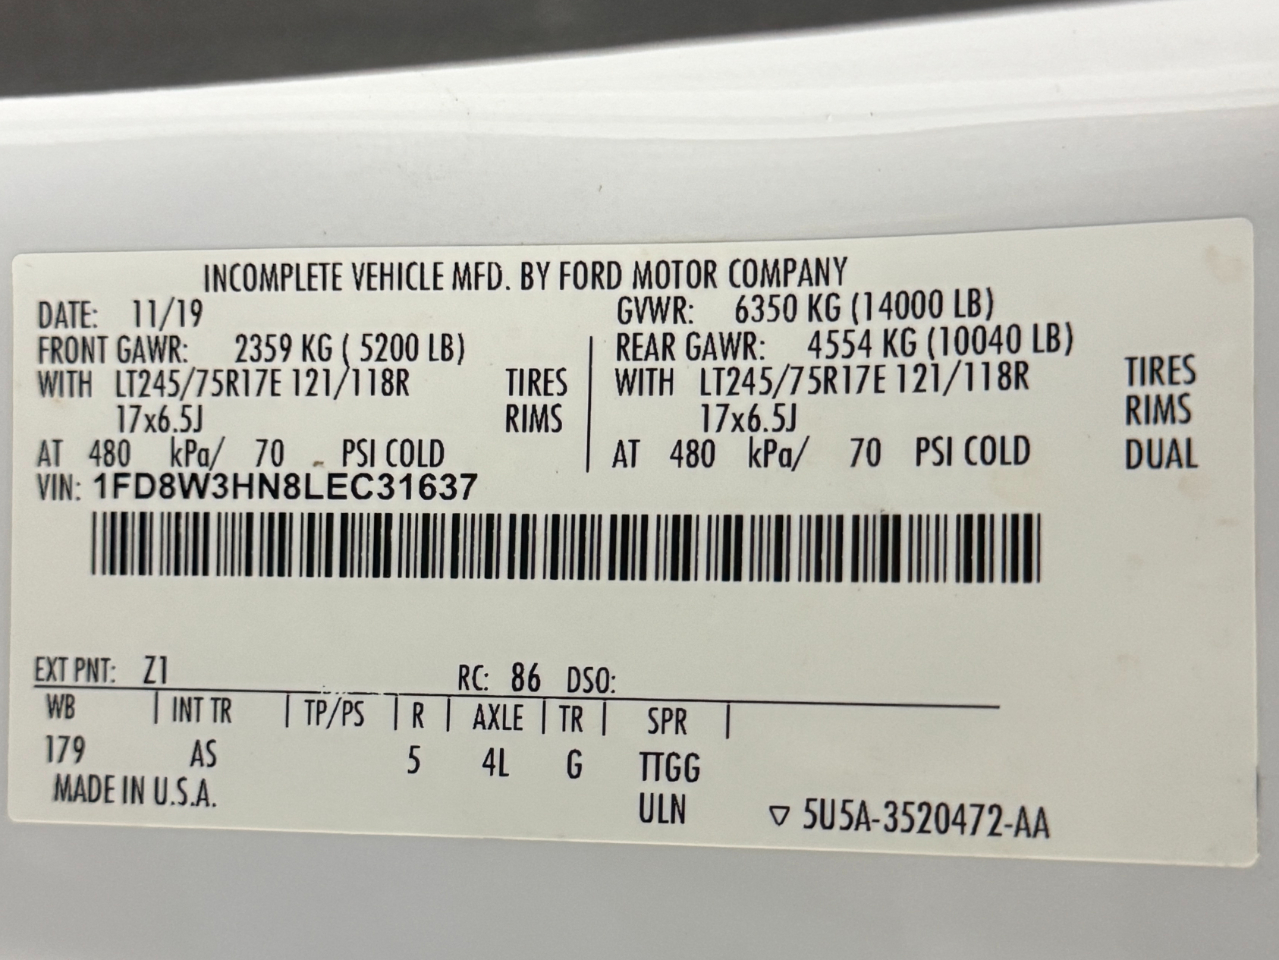 INCOMPLETE VEHICLE MFD. BY FORD MOTOR COMPANY
DATE: 11/19 GVWR: 6350 KG (14000 LB)
FRONT GAWR: 2359 KG ( 5200 LB) REAR GAWR: 4554 KG (10040 LB)
WITH LT245/75R17E 121/118R TIRES WITH LT245/75R17E 121/118R TIRES
17x6.5J RIMS 17x6.5J RIMS
AT 480 kPa/ 70 PSI COLD AT 480 kPa/ 70 PSI COLD DUAL
VIN: 1FD8W3HN8LEC31637
EXT PNT: Z1 RC: 86 DSO:
WB | INT TR | TP/PS | R | AXLE | TR | SPR |
179 AS 5 4L G TTGG
MADE IN U.S.A. ULN ▽ 5U5A-3520472-AA